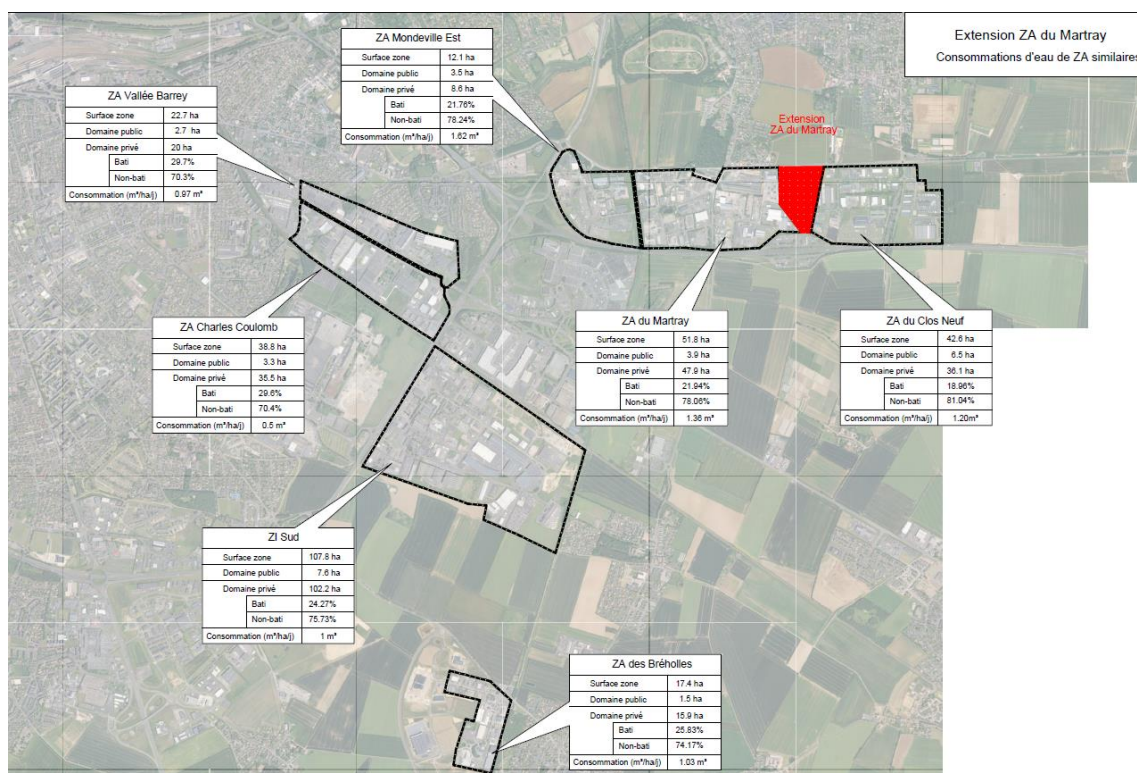 Extension ZA du Martray
Consommations d'eau de ZA similaires
ZA Mondeville Est
Surface zone 12.1 ha
Domaine public 3.5 ha
Domaine privé 8.6 ha
Bati 21.76%
Non-bati 78.24%
Consommation (m³/ha/j) 1.62 m³
ZA Vallée Barrey
Surface zone 22.7 ha
Domaine public 2.7 ha
Domaine privé 20 ha
Bati 29.7%
Non-bati 70.3%
Consommation (m³/ha/j) 0.97 m³
Extension
ZA du Martray
ZA Charles Coulomb
Surface zone 38.8 ha
Domaine public 3.3 ha
Domaine privé 35.5 ha
Bati 29.6%
Non-bati 70.4%
Consommation (m³/ha/j) 0.5 m³
ZA du Martray
Surface zone 51.8 ha
Domaine public 3.9 ha
Domaine privé 47.9 ha
Bati 21.94%
Non-bati 78.06%
Consommation (m³/ha/j) 1.36 m³
ZA du Clos Neuf
Surface zone 42.6 ha
Domaine public 6.5 ha
Domaine privé 36.1 ha
Bati 18.96%
Non-bati 81.04%
Consommation (m³/ha/j) 1.20m³
ZI Sud
Surface zone 107.8 ha
Domaine public 7.6 ha
Domaine privé 102.2 ha
Bati 24.27%
Non-bati 75.73%
Consommation (m³/ha/j) 1 m³
ZA des Bréholles
Surface zone 17.4 ha
Domaine public 1.5 ha
Domaine privé 15.9 ha
Bati 25.83%
Non-bati 74.17%
Consommation (m³/ha/j) 1.03 m³